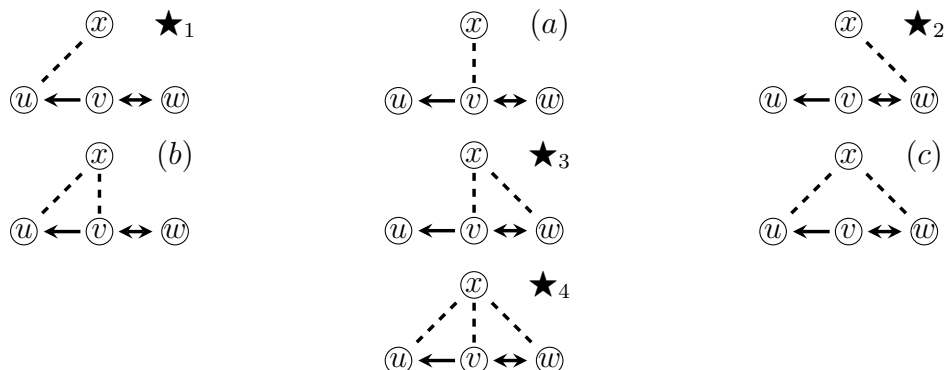 x ★1 x (a) x ★2
u v w u v w u v w
x (b) x ★3 x (c)
u v w u v w u v w
x ★4
u v w